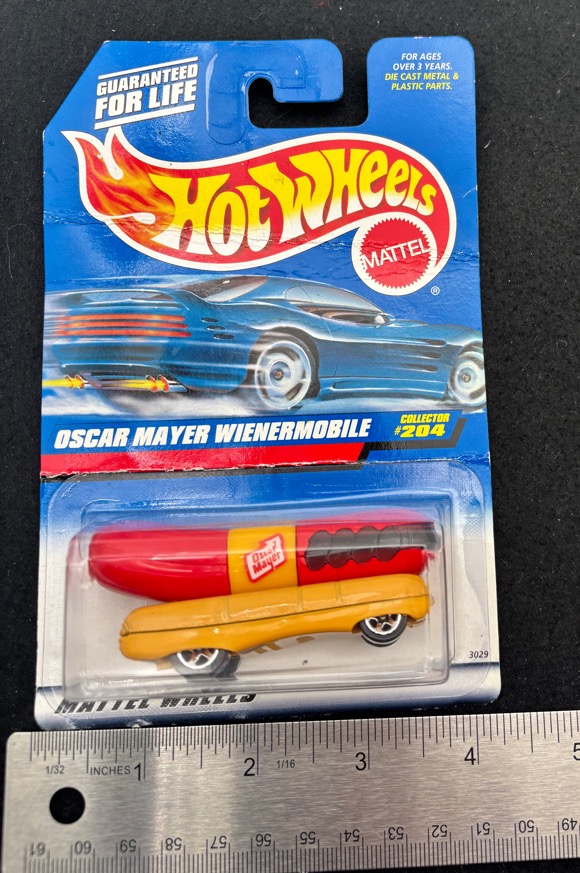 GUARANTEED
FOR LIFE
FOR AGES
OVER 3 YEARS.
DIE CAST METAL &
PLASTIC PARTS.
HOT WHEELS
MATTEL
®
OSCAR MAYER WIENERMOBILE
COLLECTOR
#204
Oscar
Mayer
3029
MATTEL WHEELS
1/32 INCHES 1 2 1/16 3 4 5
61 60 59 58 57 56 55 54 53 52 51 50 49